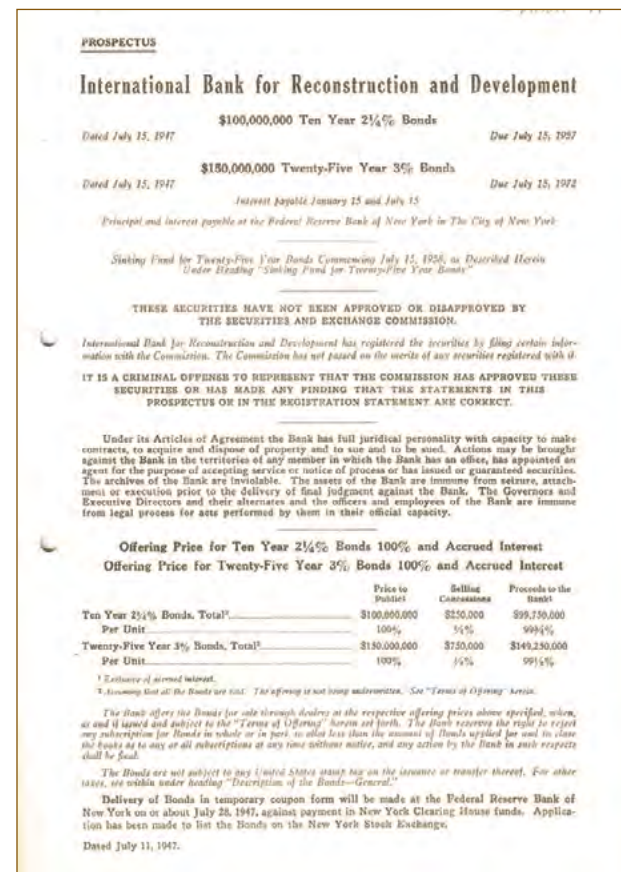 PROSPECTUS
International Bank for Reconstruction and Development
$100,000,000 Ten Year 2¼% Bonds
Dated July 15, 1947 Due July 15, 1957
$150,000,000 Twenty-Five Year 3% Bonds
Dated July 15, 1947 Due July 15, 1972
Interest payable January 15 and July 15
Principal and interest payable at the Federal Reserve Bank of New York in The City of New York
Sinking Fund for Twenty-Five Year Bonds Commencing July 15, 1958, as Described Herein
Under Heading "Sinking Fund for Twenty-Five Year Bonds"
THESE SECURITIES HAVE NOT BEEN APPROVED OR DISAPPROVED BY
THE SECURITIES AND EXCHANGE COMMISSION.
International Bank for Reconstruction and Development has registered the securities by filing certain infor-
mation with the Commission. The Commission has not passed on the merits of any securities registered with it.
IT IS A CRIMINAL OFFENSE TO REPRESENT THAT THE COMMISSION HAS APPROVED THESE
SECURITIES OR HAS MADE ANY FINDING THAT THE STATEMENTS IN THIS
PROSPECTUS OR IN THE REGISTRATION STATEMENT ARE CORRECT.
Under its Articles of Agreement the Bank has full juridical personality with capacity to make
contracts, to acquire and dispose of property and to sue and to be sued. Actions may be brought
against the Bank in the territories of any member in which the Bank has an office, has appointed an
agent for the purpose of accepting service or notice of process or has issued or guaranteed securities.
The archives of the Bank are inviolable. The assets of the Bank are immune from seizure, attach-
ment or execution prior to the delivery of final judgment against the Bank. The Governors and
Executive Directors and their alternates and the officers and employees of the Bank are immune
from legal process for acts performed by them in their official capacity.
Offering Price for Ten Year 2¼% Bonds 100% and Accrued Interest
Offering Price for Twenty-Five Year 3% Bonds 100% and Accrued Interest
Price to Selling Proceeds to the
Public¹ Concessions Bank¹
Ten Year 2¼% Bonds, Total² $100,000,000 $250,000 $99,750,000
Per Unit 100% ¼% 99¾%
Twenty-Five Year 3% Bonds, Total² $150,000,000 $750,000 $149,250,000
Per Unit 100% ½% 99½%
¹ Exclusive of accrued interest.
² Assuming that all the Bonds are sold. The offering is not being underwritten. See "Terms of Offering" herein.
The Bank offers the Bonds for sale through dealers at the respective offering prices above specified, when,
as and if issued and subject to the "Terms of Offering" herein set forth. The Bank reserves the right to reject
any subscription for Bonds in whole or in part, to allot less than the amount of Bonds applied for and to close
the books as to any or all subscriptions at any time without notice, and any action by the Bank in such respects
shall be final.
The Bonds are not subject to any United States stamp tax on the issuance or transfer thereof. For other
taxes, see within under heading "Description of the Bonds—General."
Delivery of Bonds in temporary coupon form will be made at the Federal Reserve Bank of
New York on or about July 28, 1947, against payment in New York Clearing House funds. Applica-
tion has been made to list the Bonds on the New York Stock Exchange.
Dated July 11, 1947.